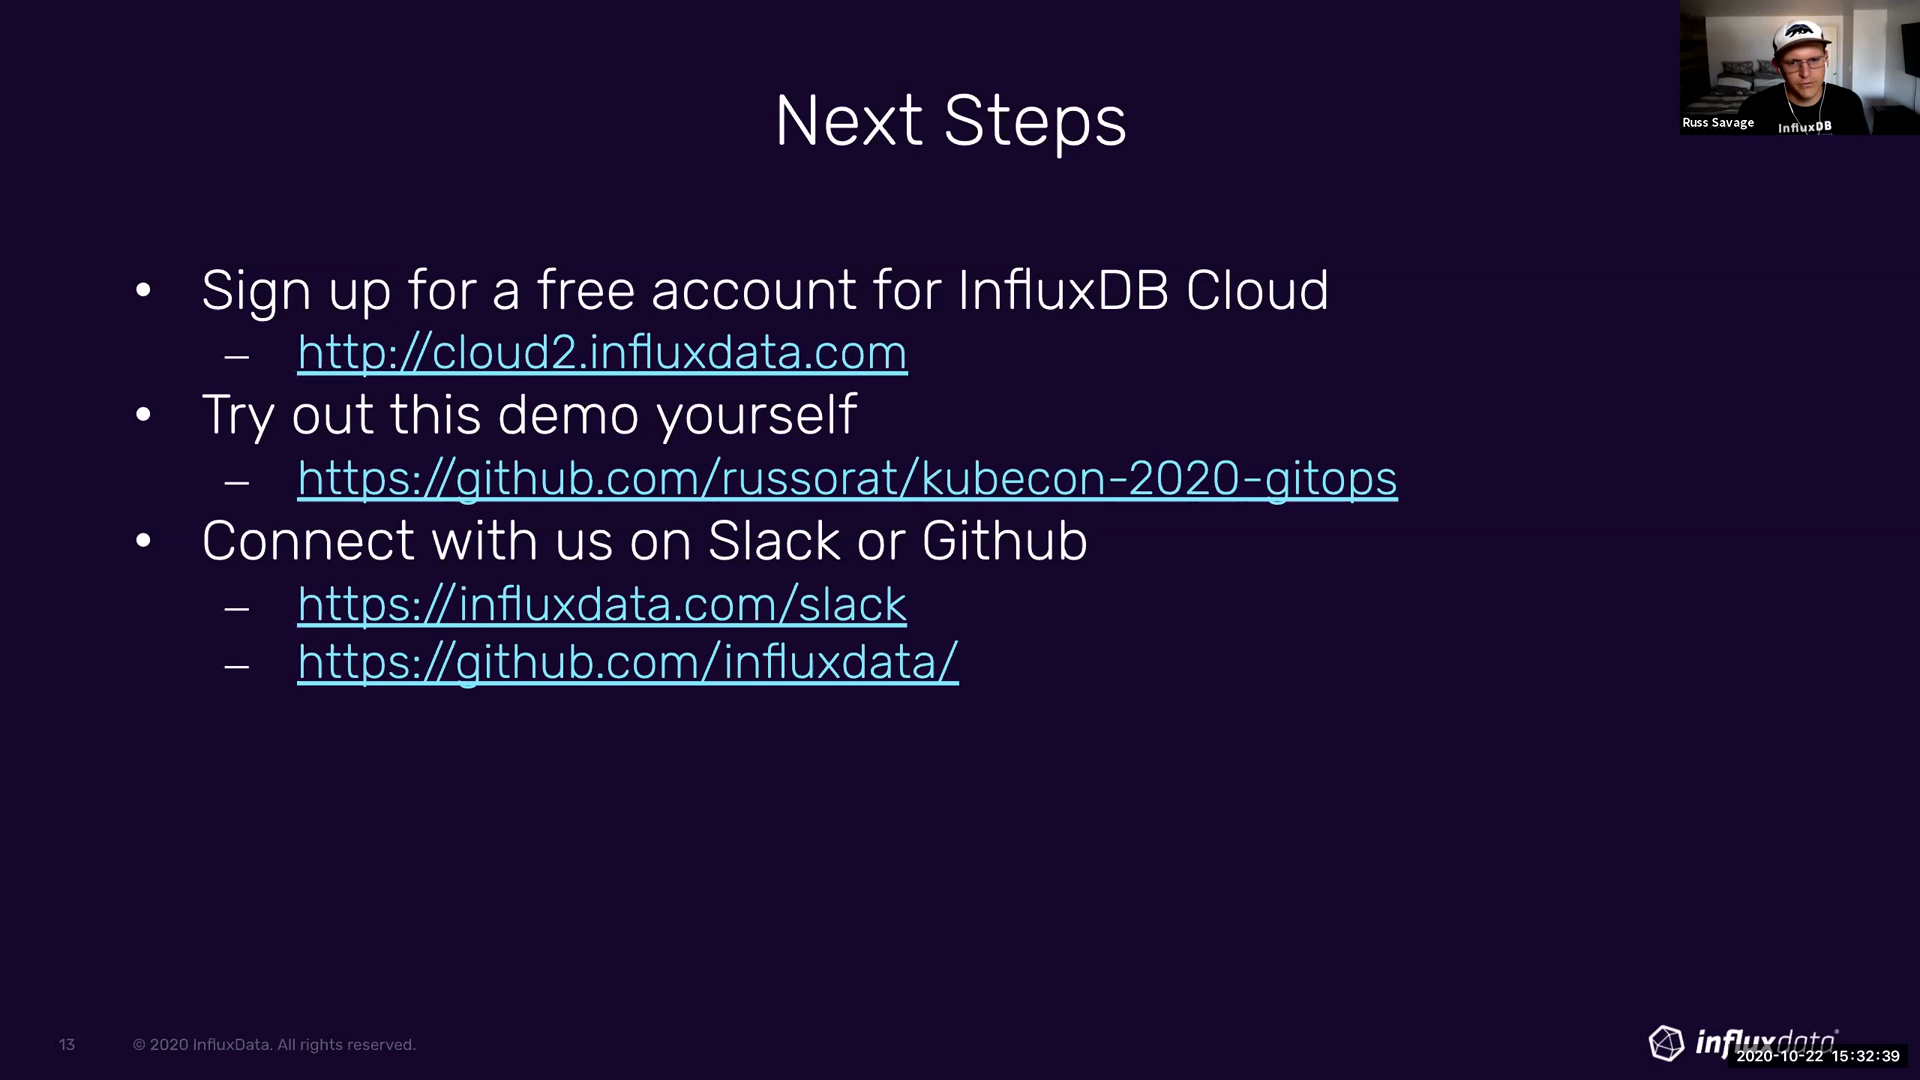 Next Steps
Russ Savage
InfluxDB
• Sign up for a free account for InfluxDB Cloud
– http://cloud2.influxdata.com
• Try out this demo yourself
– https://github.com/russorat/kubecon-2020-gitops
• Connect with us on Slack or Github
– https://influxdata.com/slack
– https://github.com/influxdata/
13
© 2020 InfluxData. All rights reserved.
influxdata
2020-10-22 15:32:39